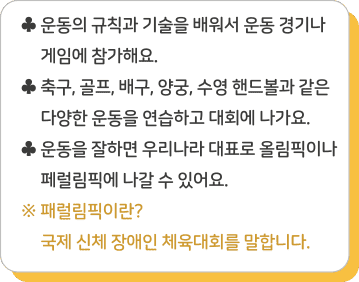 ♣ 운동의 규칙과 기술을 배워서 운동 경기나
게임에 참가해요.
♣ 축구, 골프, 배구, 양궁, 수영 핸드볼과 같은
다양한 운동을 연습하고 대회에 나가요.
♣ 운동을 잘하면 우리나라 대표로 올림픽이나
페럴림픽에 나갈 수 있어요.
※ 패럴림픽이란?
국제 신체 장애인 체육대회를 말합니다.